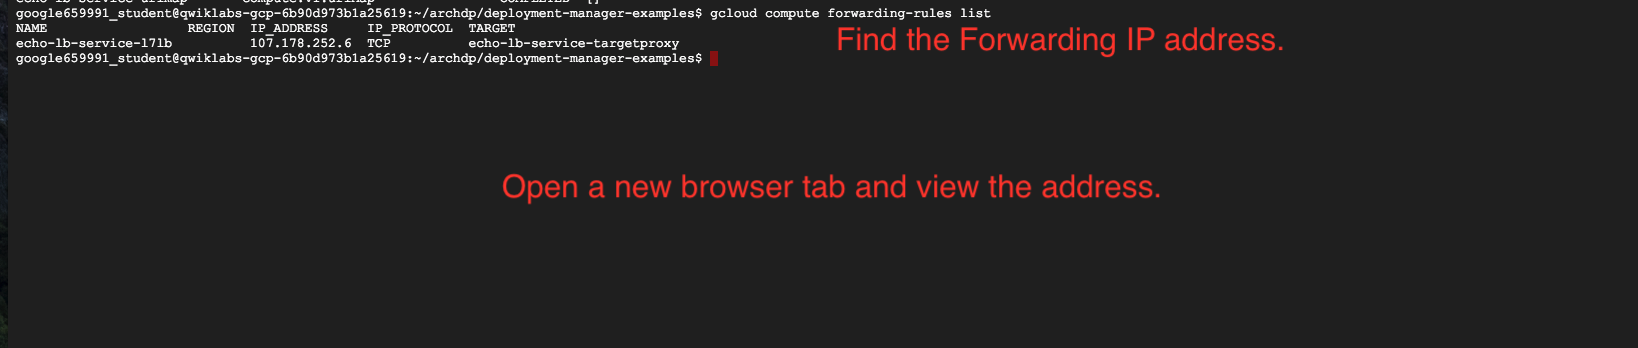 google659991_student@qwiklabs-gcp-6b90d973b1a25619:~/archdp/deployment-manager-examples$ gcloud compute forwarding-rules list
NAME REGION IP_ADDRESS IP_PROTOCOL TARGET
echo-lb-service-l7lb 107.178.252.6 TCP echo-lb-service-targetproxy
google659991_student@qwiklabs-gcp-6b90d973b1a25619:~/archdp/deployment-manager-examples$
Find the Forwarding IP address.
Open a new browser tab and view the address.